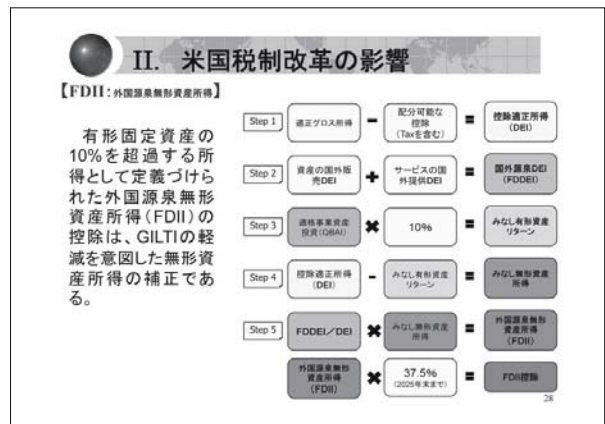 II. 米国税制改革の影響
【FDII：外国源泉無形資産所得】
有形固定資産の
10%を超過する所
得として定義づけら
れた外国源泉無形
資産所得（FDII）の
控除は、GILTIの軽
減を意図した無形資
産所得の補正であ
る。
Step 1
適正グロス所得
−
配分可能な
控除
（Taxを含む）
=
控除適正所得
（DEI）
Step 2
資産の国外販
売DEI
+
サービスの国
外提供DEI
=
国外源泉DEI
（FDDEI）
Step 3
適格事業資産
投資（QBAI）
×
10%
=
みなし有形資産
リターン
Step 4
控除適正所得
（DEI）
-
みなし有形資産
リターン
=
みなし無形資産
所得
Step 5
FDDEI／DEI
×
みなし無形資産
所得
=
外国源泉無形
資産所得
（FDII）
外国源泉無形
資産所得
（FDII）
×
37.5%
（2025年末まで）
=
FDII控除
28